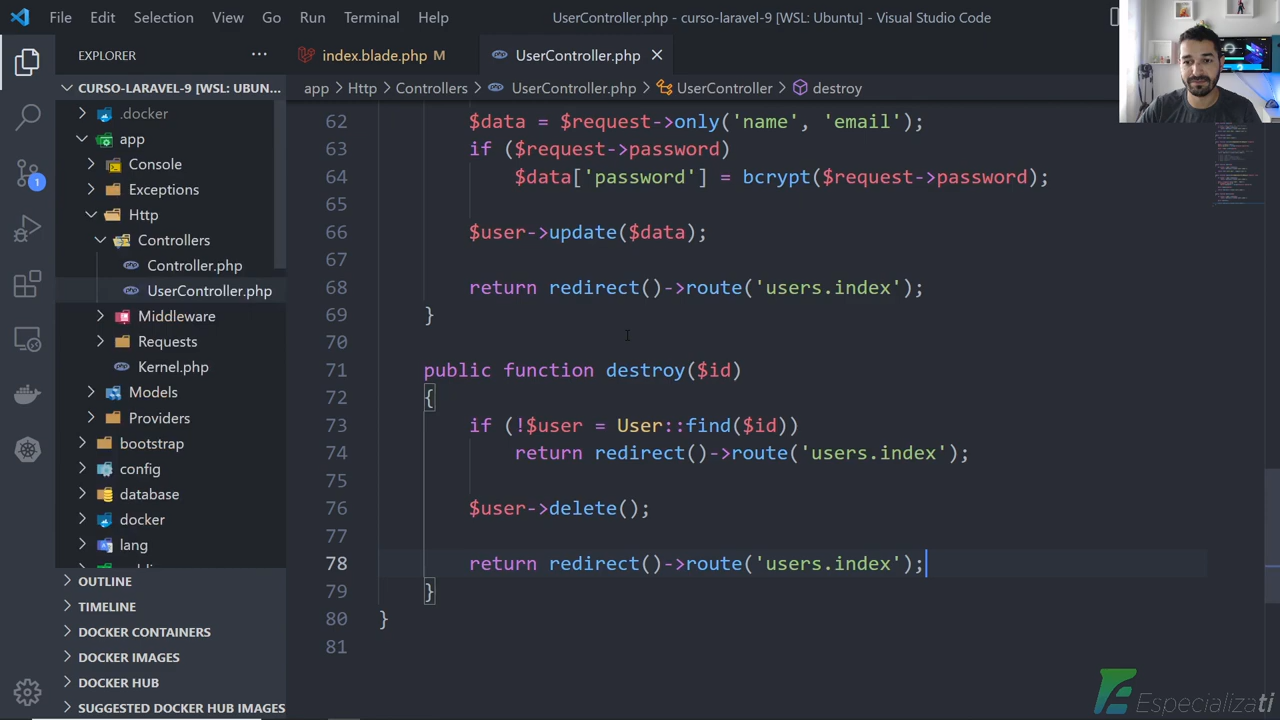 File Edit Selection View Go Run Terminal Help
UserController.php - curso-laravel-9 [WSL: Ubuntu] - Visual Studio Code
EXPLORER
index.blade.php M
UserController.php
CURSO-LARAVEL-9 [WSL: UBUN...
app > Http > Controllers > UserController.php > UserController > destroy
.docker
app
Console
Exceptions
Http
Controllers
Controller.php
UserController.php
Middleware
Requests
Kernel.php
Models
Providers
bootstrap
config
database
docker
lang
OUTLINE
TIMELINE
DOCKER CONTAINERS
DOCKER IMAGES
DOCKER HUB
SUGGESTED DOCKER HUB IMAGES
1
62 $data = $request->only('name', 'email');
63 if ($request->password)
64 $data['password'] = bcrypt($request->password);
65
66 $user->update($data);
67
68 return redirect()->route('users.index');
69 }
70
71 public function destroy($id)
72 {
73 if (!$user = User::find($id))
74 return redirect()->route('users.index');
75
76 $user->delete();
77
78 return redirect()->route('users.index');
79 }
80 }
81
Especializati